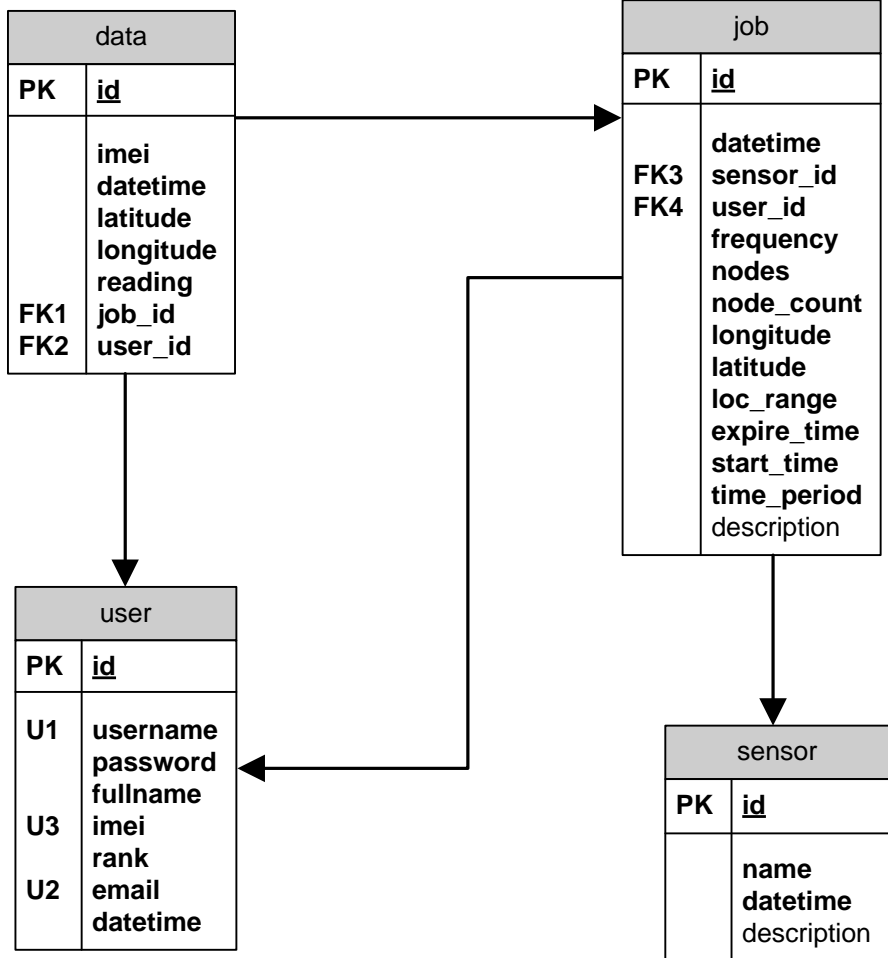 data
PK id
imei
datetime
latitude
longitude
reading
FK1 job_id
FK2 user_id
job
PK id
datetime
FK3 sensor_id
FK4 user_id
frequency
nodes
node_count
longitude
latitude
loc_range
expire_time
start_time
time_period
description
user
PK id
U1 username
password
fullname
U3 imei
rank
U2 email
datetime
sensor
PK id
name
datetime
description